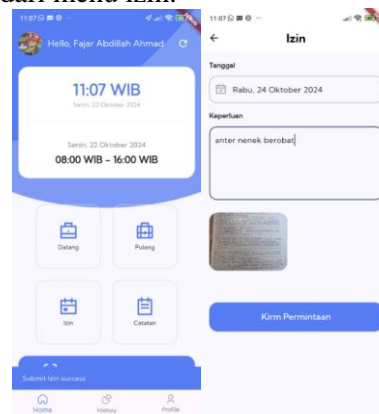 dari menu izin.
11:07
Hello, Fajar Abdillah Ahmad
11:07 WIB
Senin, 22 Oktober 2024
Senin, 22 Oktober 2024
08:00 WIB - 16:00 WIB
Datang
Pulang
Izin
Catatan
Submit Izin success
Home
History
Profile
11:07
Izin
Tanggal
Rabu, 24 Oktober 2024
Keperluan
anter nenek berobat
Kirm Permintaan